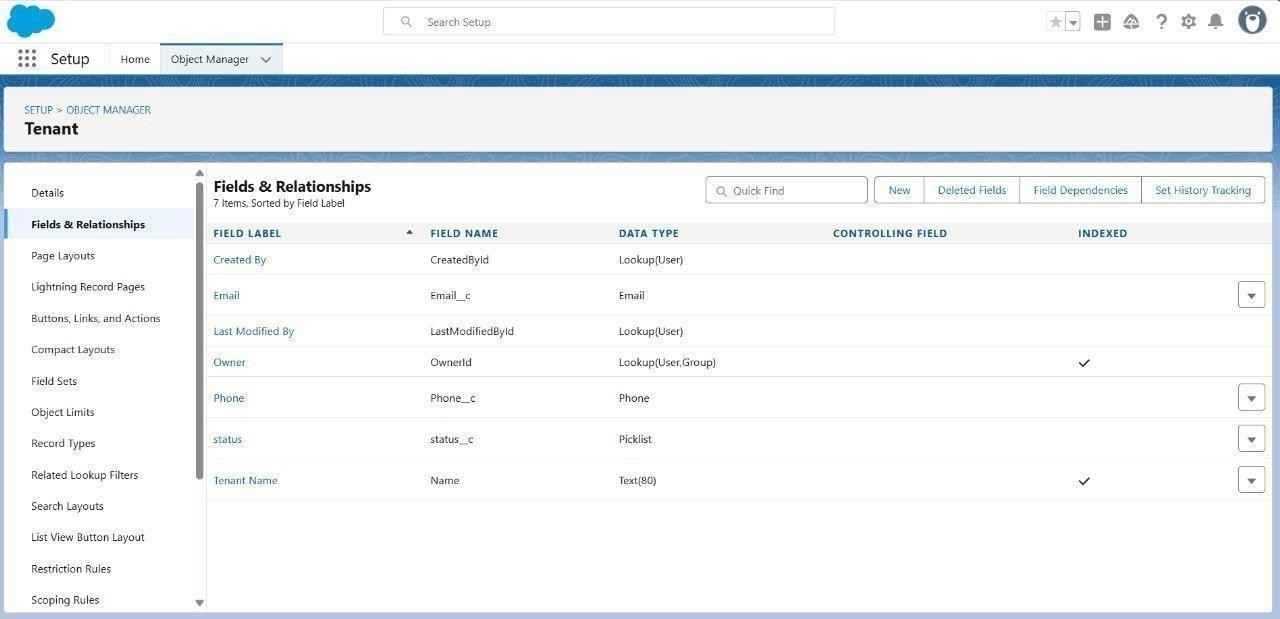 Search Setup
Setup
Home
Object Manager
SETUP > OBJECT MANAGER
Tenant
Details
Fields & Relationships
Page Layouts
Lightning Record Pages
Buttons, Links, and Actions
Compact Layouts
Field Sets
Object Limits
Record Types
Related Lookup Filters
Search Layouts
List View Button Layout
Restriction Rules
Scoping Rules
Fields & Relationships
7 Items, Sorted by Field Label
Quick Find
New
Deleted Fields
Field Dependencies
Set History Tracking
FIELD LABEL FIELD NAME DATA TYPE CONTROLLING FIELD INDEXED
Created By CreatedById Lookup(User)
Email Email__c Email
Last Modified By LastModifiedById Lookup(User)
Owner OwnerId Lookup(User,Group)
Phone Phone__c Phone
status status__c Picklist
Tenant Name Name Text(80)